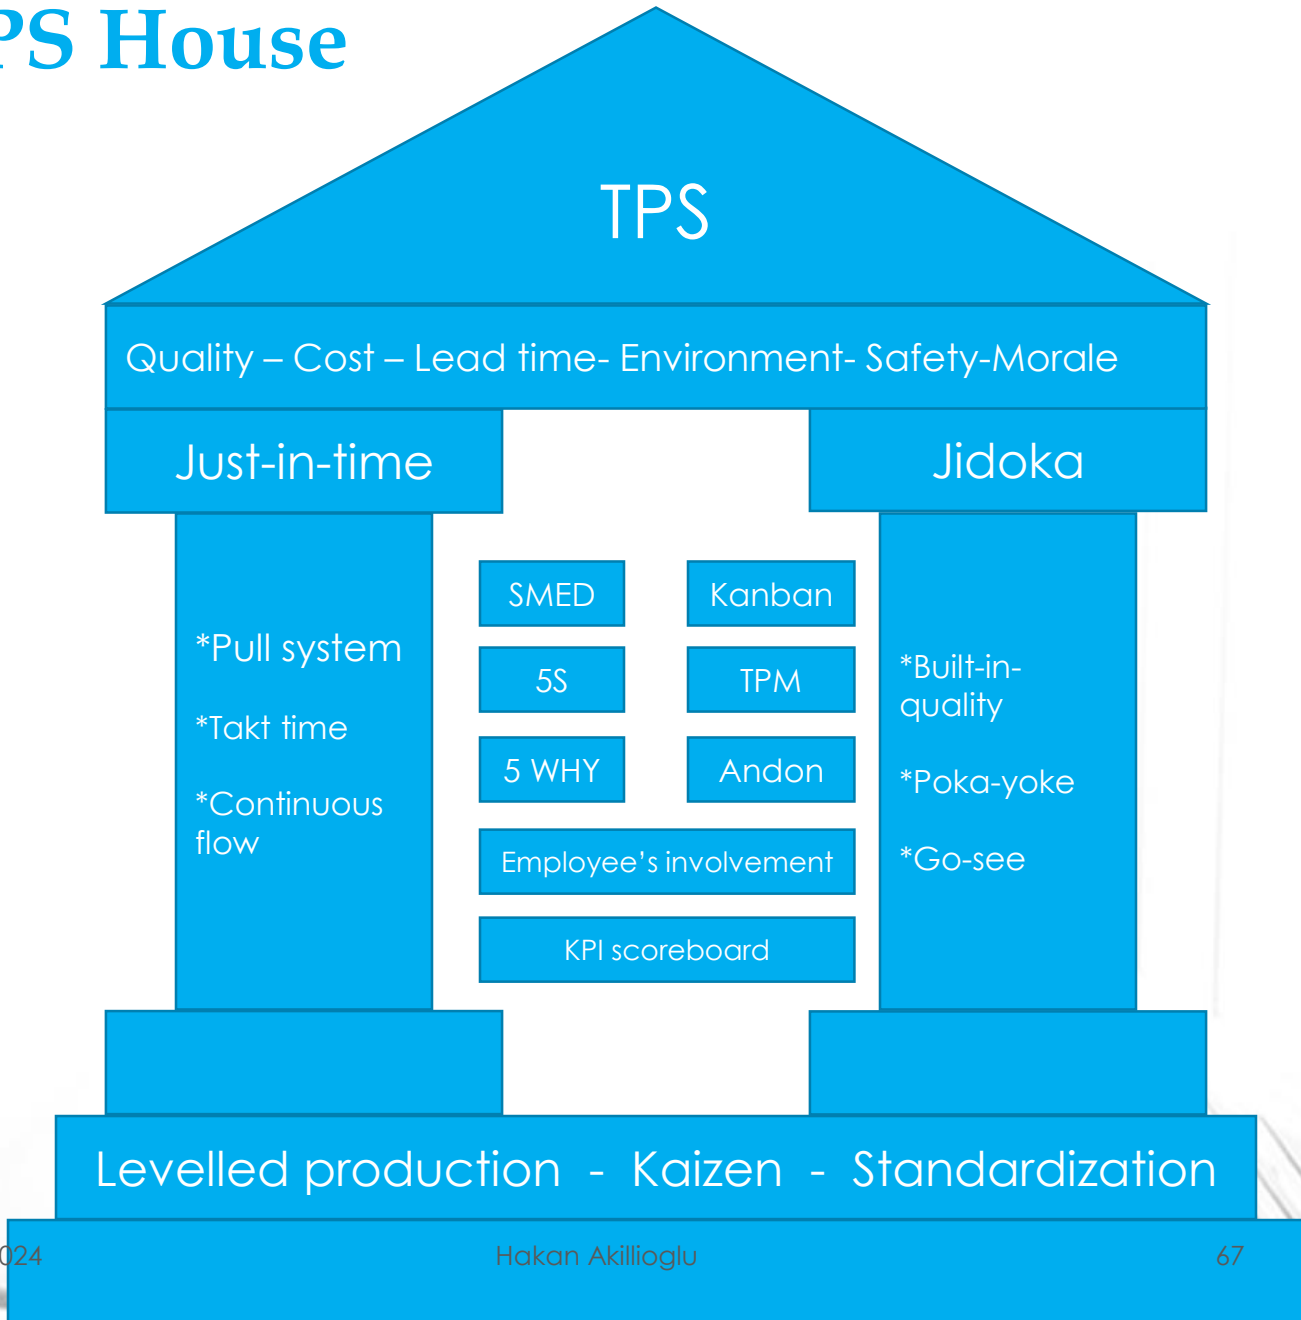 PS House
TPS
Quality – Cost – Lead time- Environment- Safety-Morale
Just-in-time
Jidoka
*Pull system
*Takt time
*Continuous
flow
SMED
Kanban
5S
TPM
5 WHY
Andon
Employee’s involvement
KPI scoreboard
*Built-in-
quality
*Poka-yoke
*Go-see
Levelled production - Kaizen - Standardization
024
Hakan Akillioglu
67